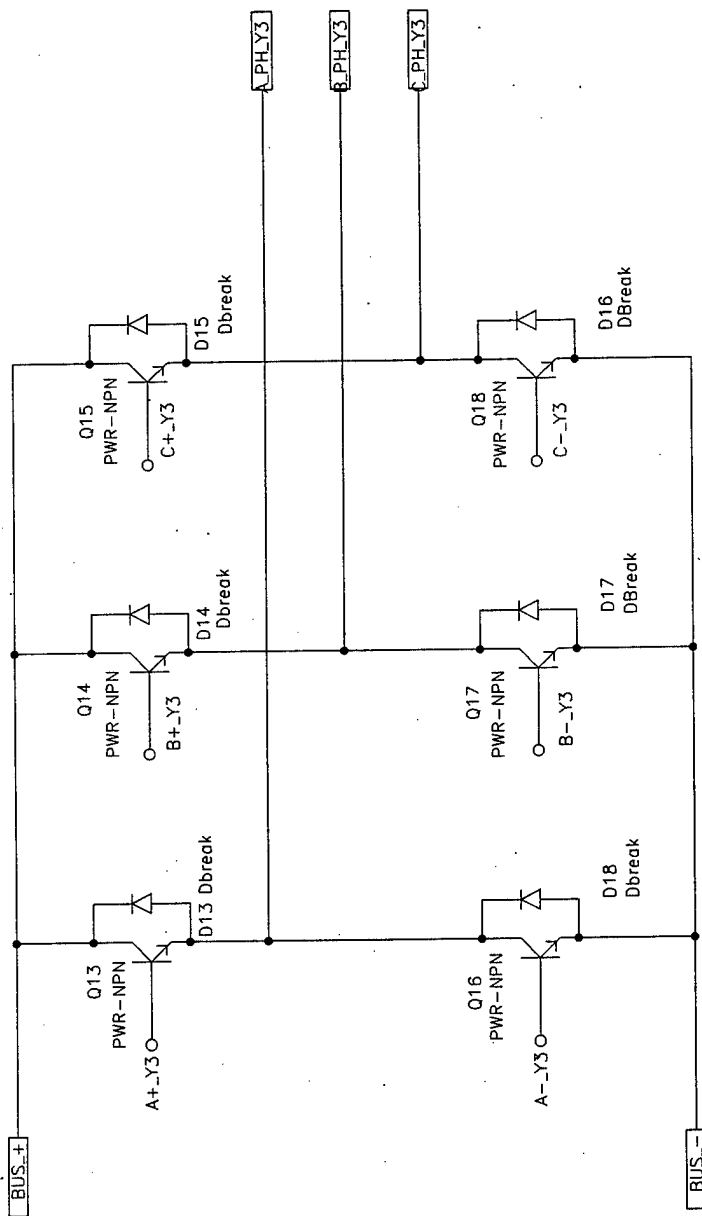 BUS_+
A+_Y3
Q13
PWR-NPN
D13 Dbreak
Q14
PWR-NPN
B+_Y3
D14
Dbreak
Q15
PWR-NPN
C+_Y3
D15
Dbreak
A_PH_Y3
B_PH_Y3
C_PH_Y3
BUS_-
A-_Y3
Q16
PWR-NPN
D18
Dbreak
Q17
PWR-NPN
B-_Y3
D17
DBreak
Q18
PWR-NPN
C-_Y3
D16
DBreak